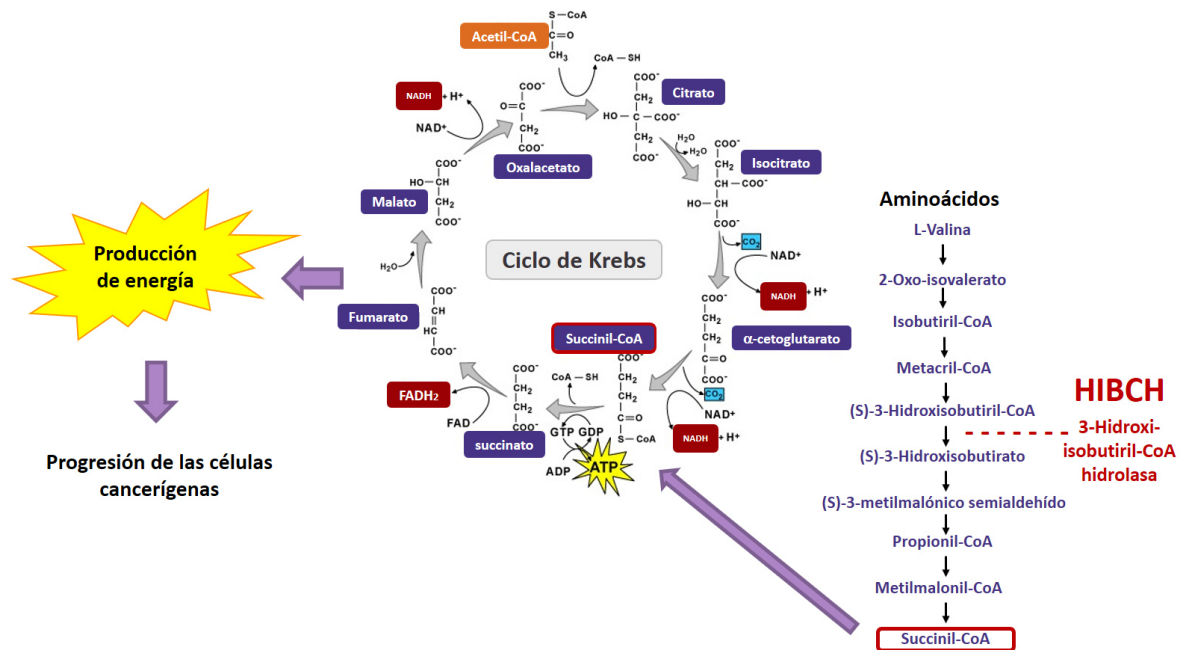 S—CoA
Acetil-CoA
C=O
CH3
CoA—SH
COO-
CH2
HO—C—COO-
CH2
COO-
Citrato
H2O
H2O
NADH + H+
NAD+
COO-
O=C
CH2
COO-
Oxalacetato
COO-
CH2
CH—COO-
HO—CH
COO-
Isocitrato
COO-
HO—CH
CH2
COO-
Malato
CO2
NAD+
NADH + H+
Ciclo de Krebs
H2O
COO-
CH
HC
COO-
Fumarato
COO-
CH2
CH2
C=O
COO-
α-cetoglutarato
CO2
NAD+
NADH + H+
Succinil-CoA
COO-
CH2
CH2
C=O
S—CoA
CoA—SH
COO-
CH2
CH2
COO-
succinato
FADH2
FAD
GTP GDP
ADP
ATP
Producción
de energía
Progresión de las células
cancerígenas
Aminoácidos
L-Valina
2-Oxo-isovalerato
Isobutiril-CoA
Metacril-CoA
(S)-3-Hidroxisobutiril-CoA
(S)-3-Hidroxisobutirato
(S)-3-metilmalónico semialdehído
Propionil-CoA
Metilmalonil-CoA
Succinil-CoA
HIBCH
3-Hidroxi-
isobutiril-CoA
hidrolasa